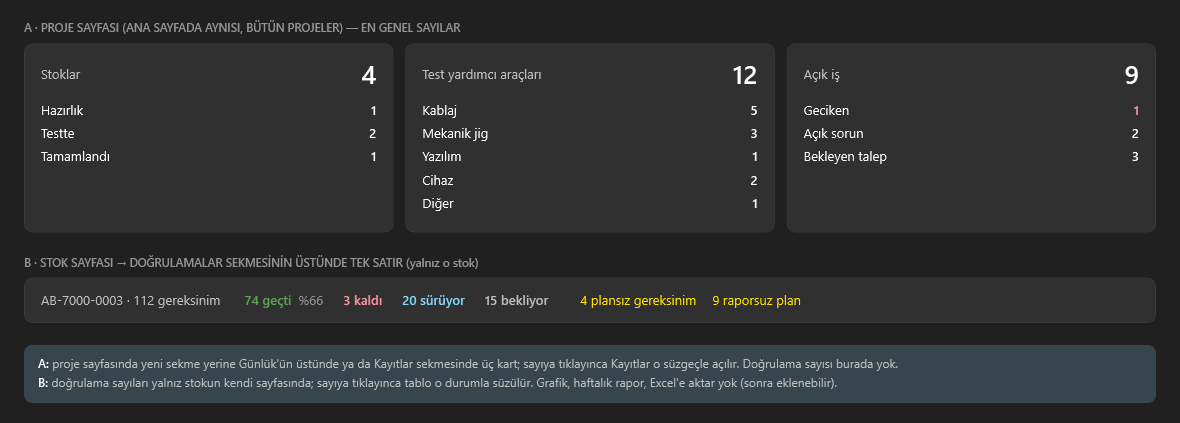 A · PROJE SAYFASI (ANA SAYFADA AYNISI, BÜTÜN PROJELER) — EN GENEL SAYILAR
Stoklar 4
Hazırlık 1
Testte 2
Tamamlandı 1
Test yardımcı araçları 12
Kablaj 5
Mekanik jig 3
Yazılım 1
Cihaz 2
Diğer 1
Açık iş 9
Geciken 1
Açık sorun 2
Bekleyen talep 3
B · STOK SAYFASI → DOĞRULAMALAR SEKMESİNİN ÜSTÜNDE TEK SATIR (yalnız o stok)
AB-7000-0003 · 112 gereksinim 74 geçti %66 3 kaldı 20 sürüyor 15 bekliyor 4 plansız gereksinim 9 raporsuz plan
A: proje sayfasında yeni sekme yerine Günlük'ün üstünde ya da Kayıtlar sekmesinde üç kart; sayıya tıklayınca Kayıtlar o süzgeçle açılır. Doğrulama sayısı burada yok.
B: doğrulama sayıları yalnız stokun kendi sayfasında; sayıya tıklayınca tablo o durumla süzülür. Grafik, haftalık rapor, Excel'e aktar yok (sonra eklenebilir).